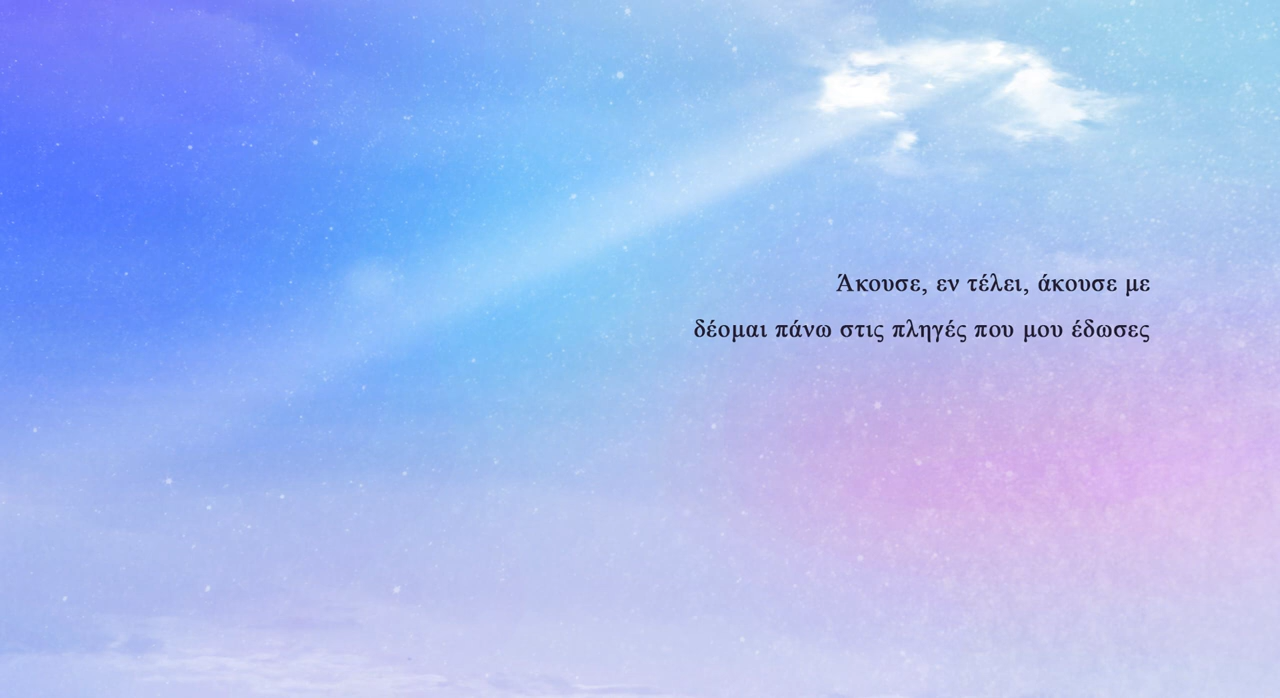 Άκουσε, εν τέλει, άκουσε με
δέομαι πάνω στις πληγές που μου έδωσες